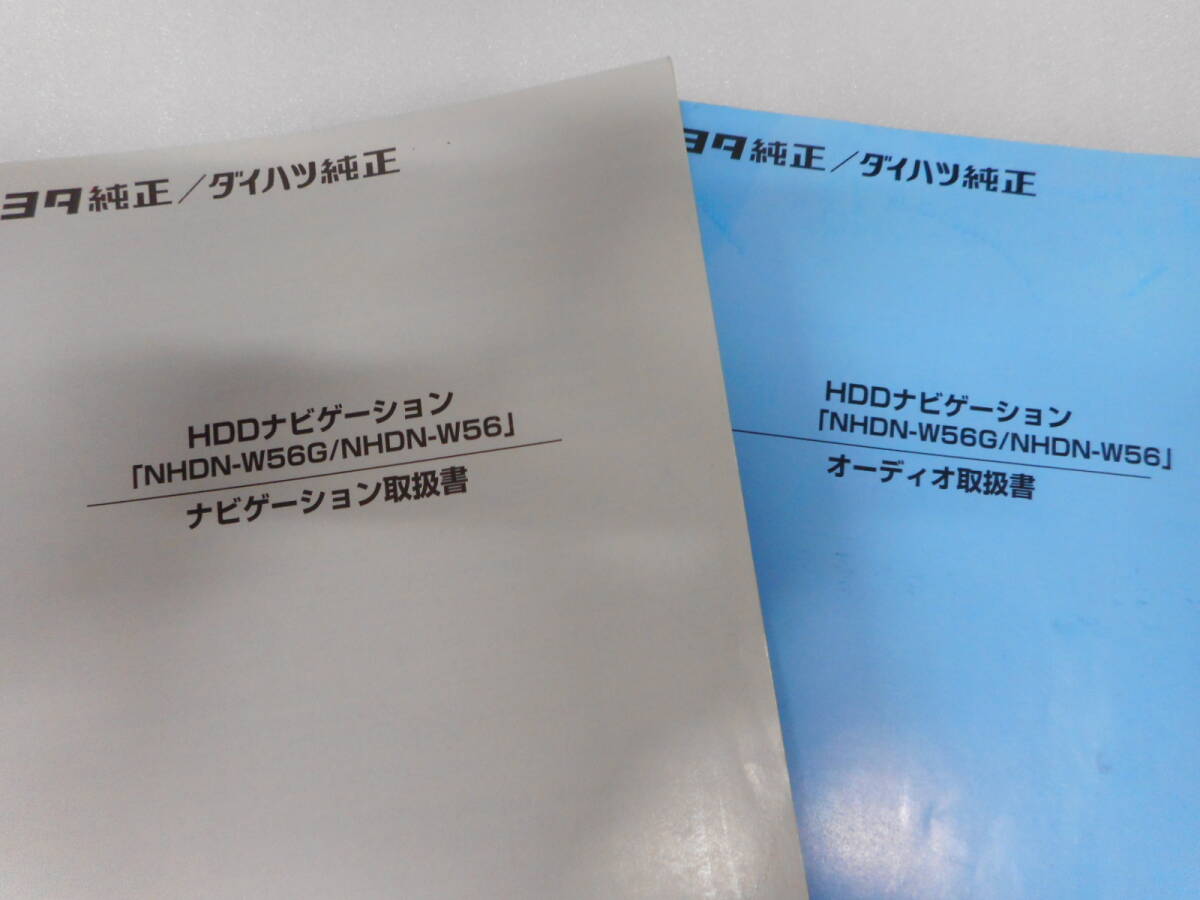 ヨタ純正/ダイハツ純正
HDDナビゲーション
「NHDN-W56G/NHDN-W56」
ナビゲーション取扱書
ヨタ純正/ダイハツ純正
HDDナビゲーション
「NHDN-W56G/NHDN-W56」
オーディオ取扱書